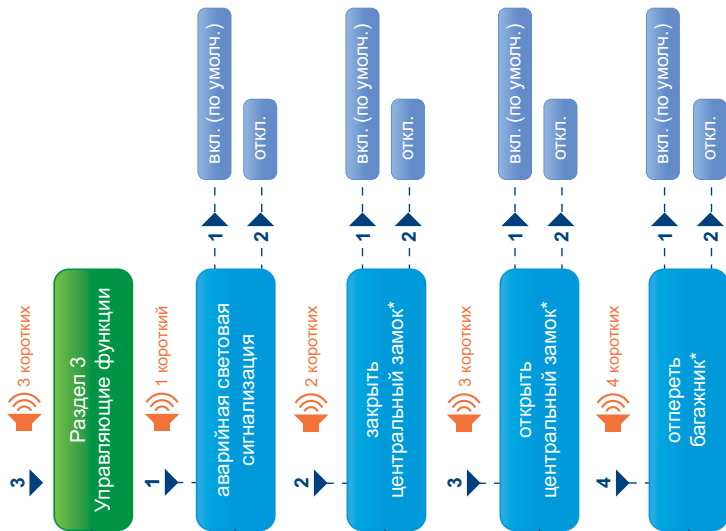 3
3 коротких
Раздел 3
Управляющие функции
1
1 короткий
аварийная световая
сигнализация
1
вкл. (по умолч.)
2
откл.
2
2 коротких
закрыть
центральный замок*
1
вкл. (по умолч.)
2
откл.
3
3 коротких
открыть
центральный замок*
1
вкл. (по умолч.)
2
откл.
4
4 коротких
отпереть
багажник*
1
вкл. (по умолч.)
2
откл.